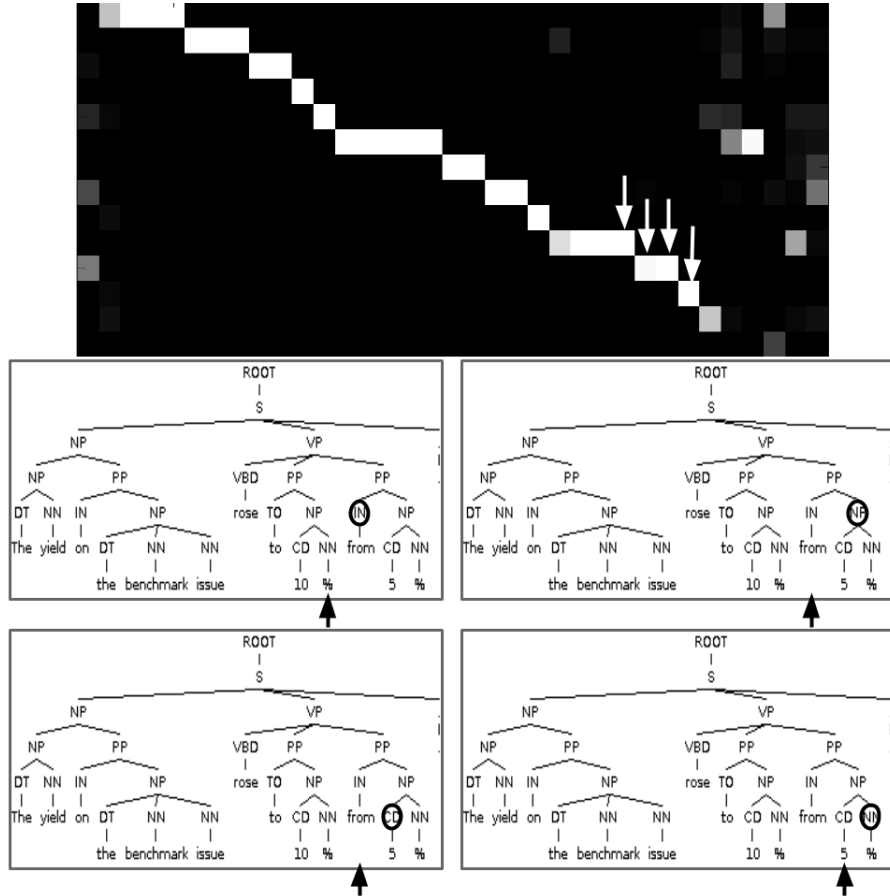 ROOT
S
NP VP
NP PP VBD PP PP
DT NN IN NP rose TO NP IN NP
The yield on DT NN NN to CD NN from CD NN
the benchmark issue 10 % 5 %
ROOT
S
NP VP
NP PP VBD PP PP
DT NN IN NP rose TO NP IN NP
The yield on DT NN NN to CD NN from CD NN
the benchmark issue 10 % 5 %
ROOT
S
NP VP
NP PP VBD PP PP
DT NN IN NP rose TO NP IN NP
The yield on DT NN NN to CD NN from CD NN
the benchmark issue 10 % 5 %
ROOT
S
NP VP
NP PP VBD PP PP
DT NN IN NP rose TO NP IN NP
The yield on DT NN NN to CD NN from CD NN
the benchmark issue 10 % 5 %